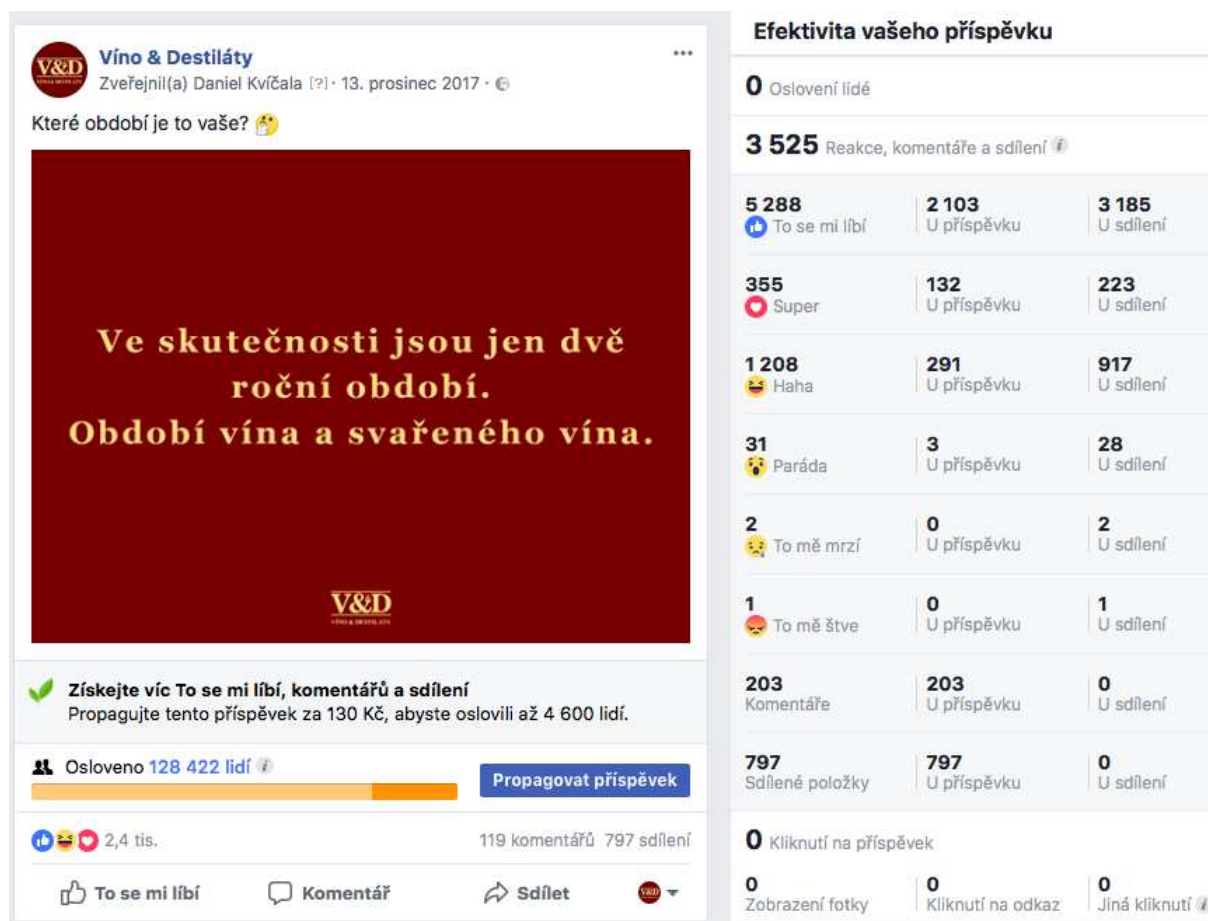 V&D
Víno & Destiláty
Zveřejnil(a) Daniel Kvíčala [?] · 13. prosinec 2017 ·
Které období je to vaše?
Ve skutečnosti jsou jen dvě
roční období.
Období vína a svařeného vína.
V&D
VÍNO & DESTILÁTY
Získejte víc To se mi líbí, komentářů a sdílení
Propagujte tento příspěvek za 130 Kč, abyste oslovili až 4 600 lidí.
Osloveno 128 422 lidí
Propagovat příspěvek
2,4 tis.
119 komentářů 797 sdílení
To se mi líbí Komentář Sdílet
Efektivita vašeho příspěvku
0 Oslovení lidé
3 525 Reakce, komentáře a sdílení
5 288 2 103 3 185
To se mi líbí U příspěvku U sdílení
355 132 223
Super U příspěvku U sdílení
1 208 291 917
Haha U příspěvku U sdílení
31 3 28
Paráda U příspěvku U sdílení
2 0 2
To mě mrzí U příspěvku U sdílení
1 0 1
To mě štve U příspěvku U sdílení
203 203 0
Komentáře U příspěvku U sdílení
797 797 0
Sdílené položky U příspěvku U sdílení
0 Kliknutí na příspěvek
0 0 0
Zobrazení fotky Kliknutí na odkaz Jiná kliknutí